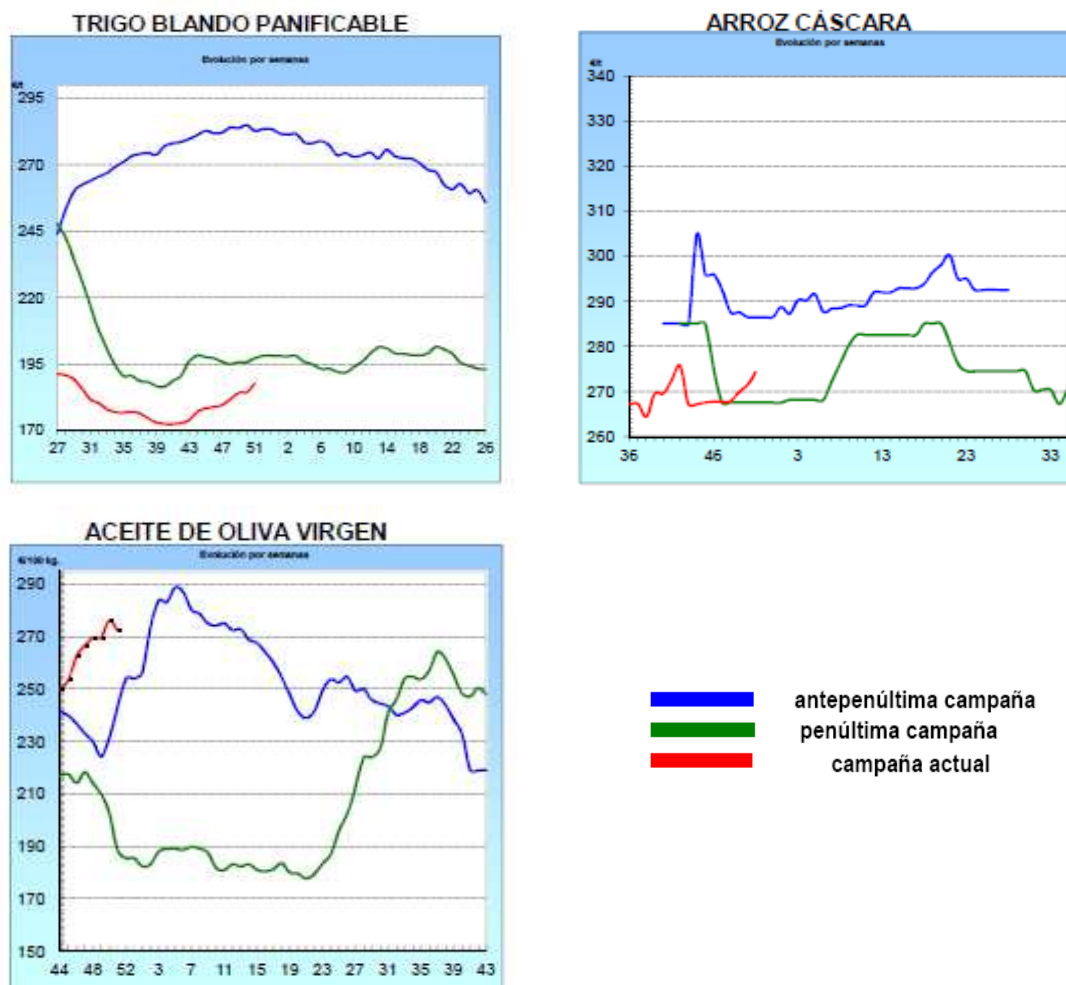 TRIGO BLANDO PANIFICABLE
Evolución por semanas
€/t
295
270
245
220
195
170
27 31 35 39 43 47 51 2 6 10 14 18 22 26
ARROZ CÁSCARA
Evolución por semanas
€/t
340
330
320
310
300
290
280
270
260
36 46 3 13 23 33
ACEITE DE OLIVA VIRGEN
Evolución por semanas
€/100 kg.
290
270
250
230
210
190
170
150
44 48 52 3 7 11 15 19 23 27 31 35 39 43
antepenúltima campaña
penúltima campaña
campaña actual